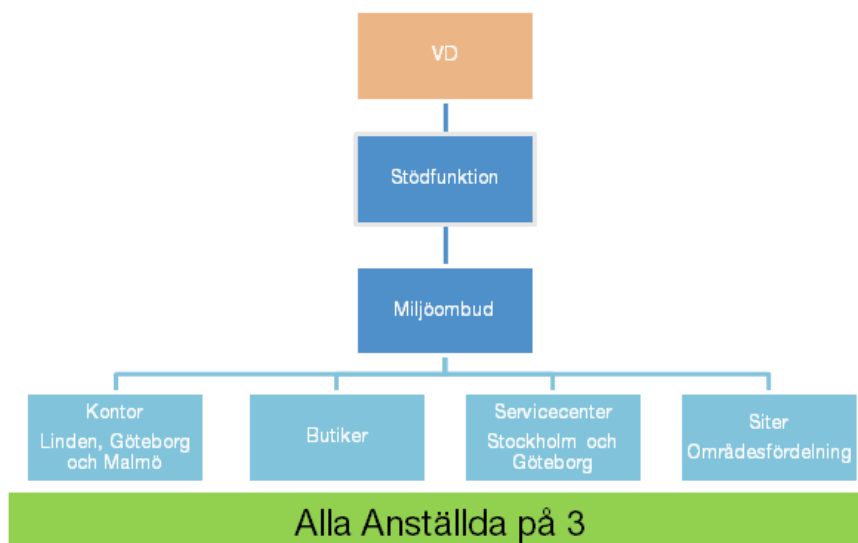 VD
Stödfunktion
Miljöombud
Kontor
Linden, Göteborg
och Malmö
Butiker
Servicecenter
Stockholm och
Göteborg
Siter
Områdesfördelning
Alla Anställda på 3